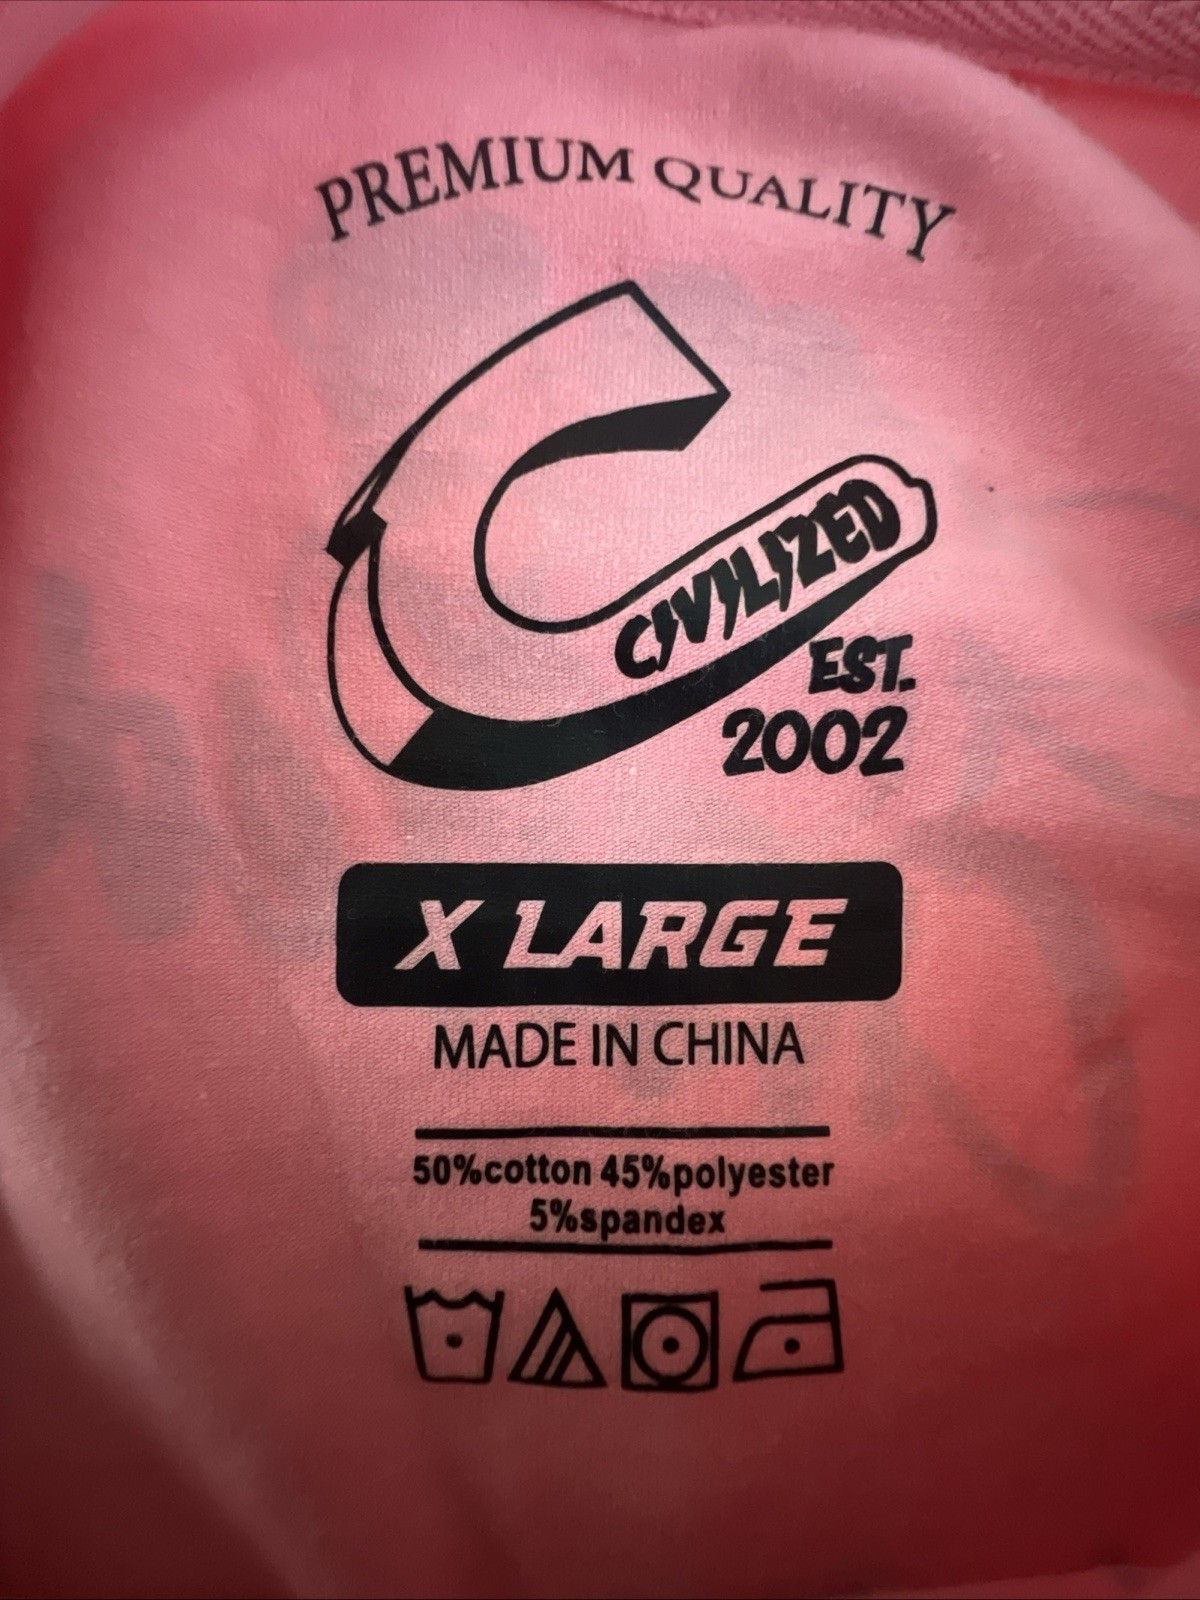 PREMIUM QUALITY
CIVILIZED
EST.
2002
X LARGE
MADE IN CHINA
50%cotton 45%polyester
5%spandex